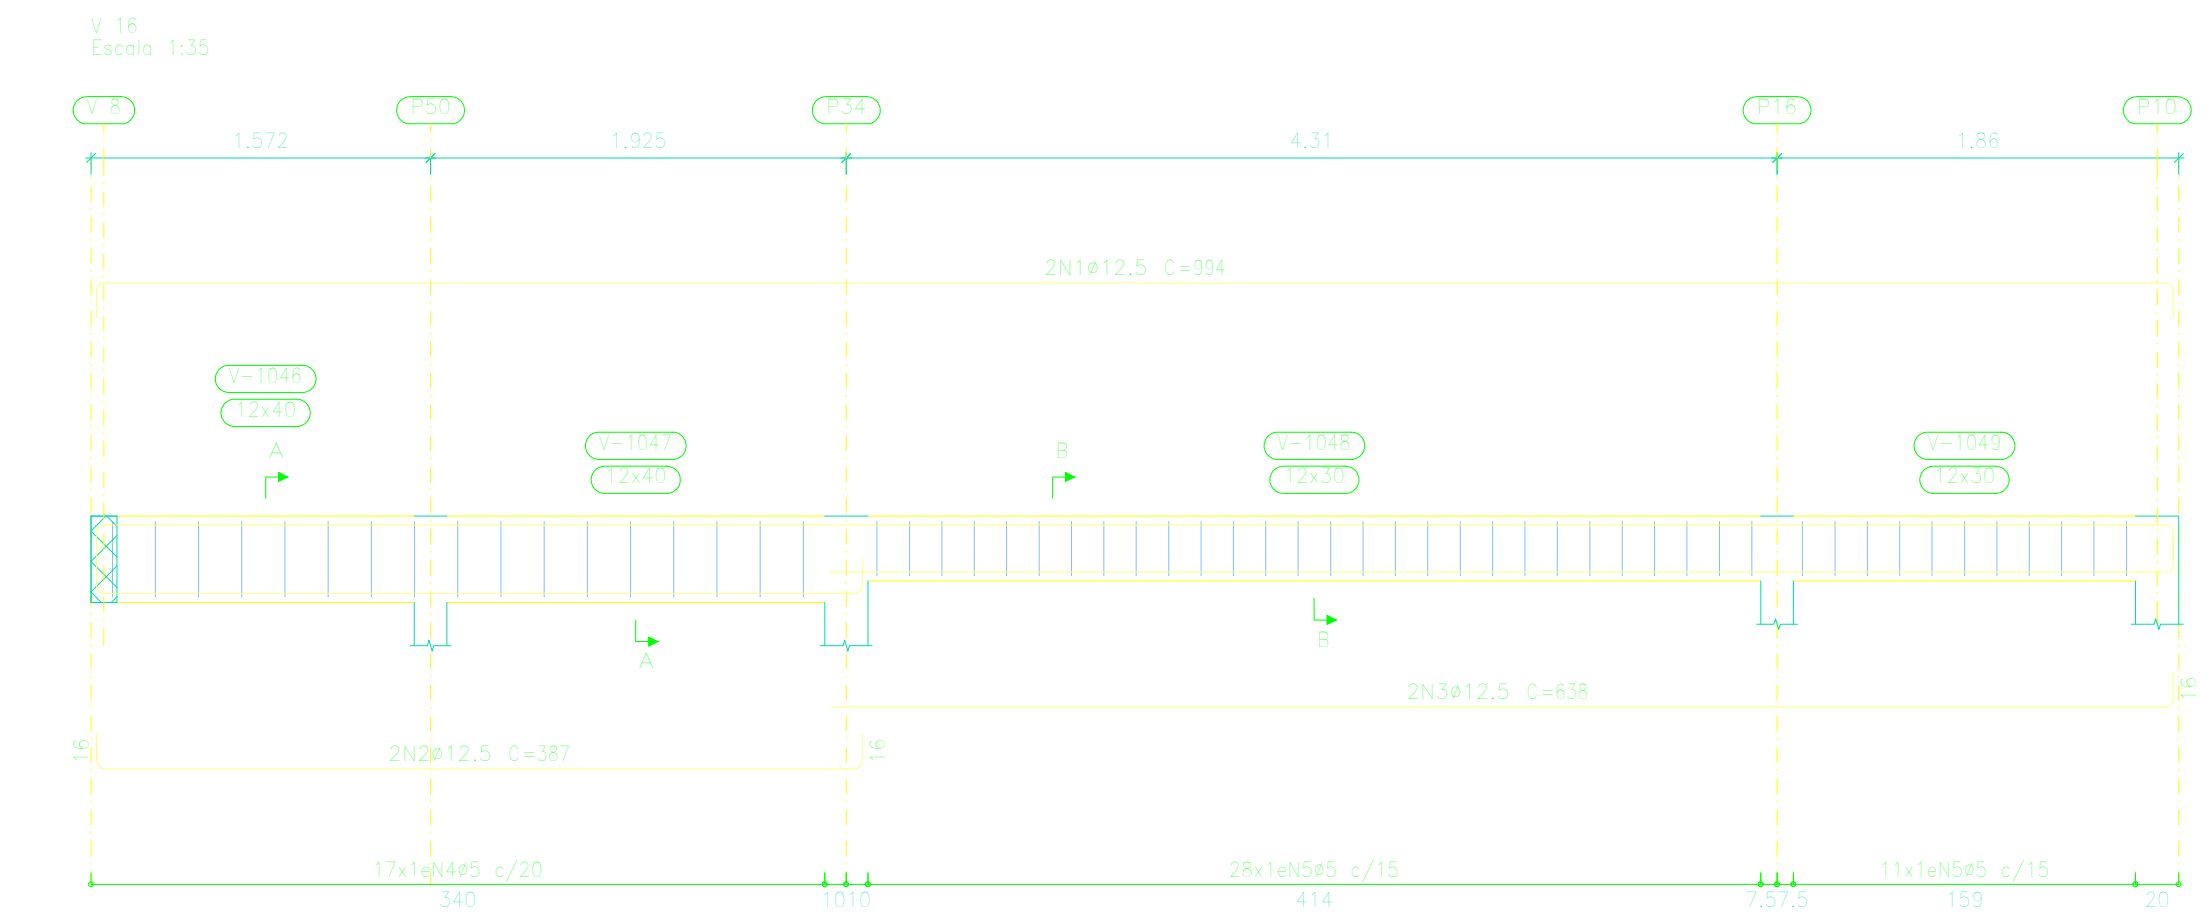 V 16
Escala 1:35
V 8
P50
P34
P16
P10
1.572
1.925
4.31
1.86
2N1ø12.5 C=994
V-1046
12x40
V-1047
12x40
V-1048
12x30
V-1049
12x30
A
B
A
B
2N3ø12.5 C=638
16
16
2N2ø12.5 C=387
16
17x1eN4ø5 c/20
28x1eN5ø5 c/15
11x1eN5ø5 c/15
340
1010
414
7.57.5
159
20